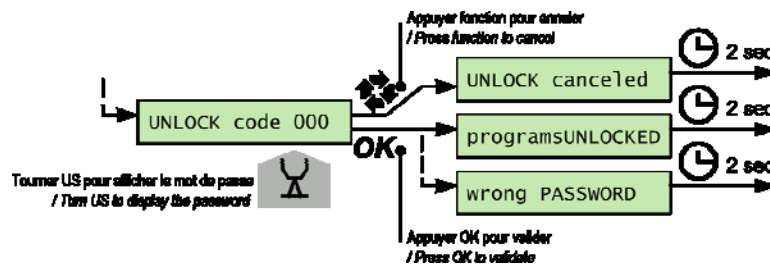 Appuyer fonction pour annuler
/ Press function to cancel
2 sec
UNLOCK canceled
UNLOCK code 000
2 sec
programsUNLOCKED
OK
2 sec
Tourner US pour afficher le mot de passe
/ Turn US to display the password
wrong PASSWORD
Appuyer OK pour valider
/ Press OK to validate